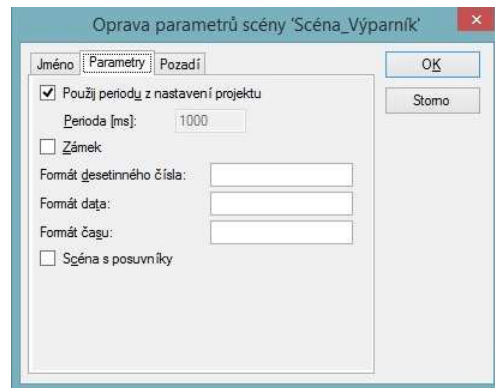 Oprava parametrů scény 'Scéna_Výparník'
Jméno Parametry Pozadí
OK
Storno
Použij periodu z nastavení projektu
Perioda [ms]: 1000
Zámek
Formát desetinného čísla:
Formát data:
Formát času:
Scéna s posuvníky